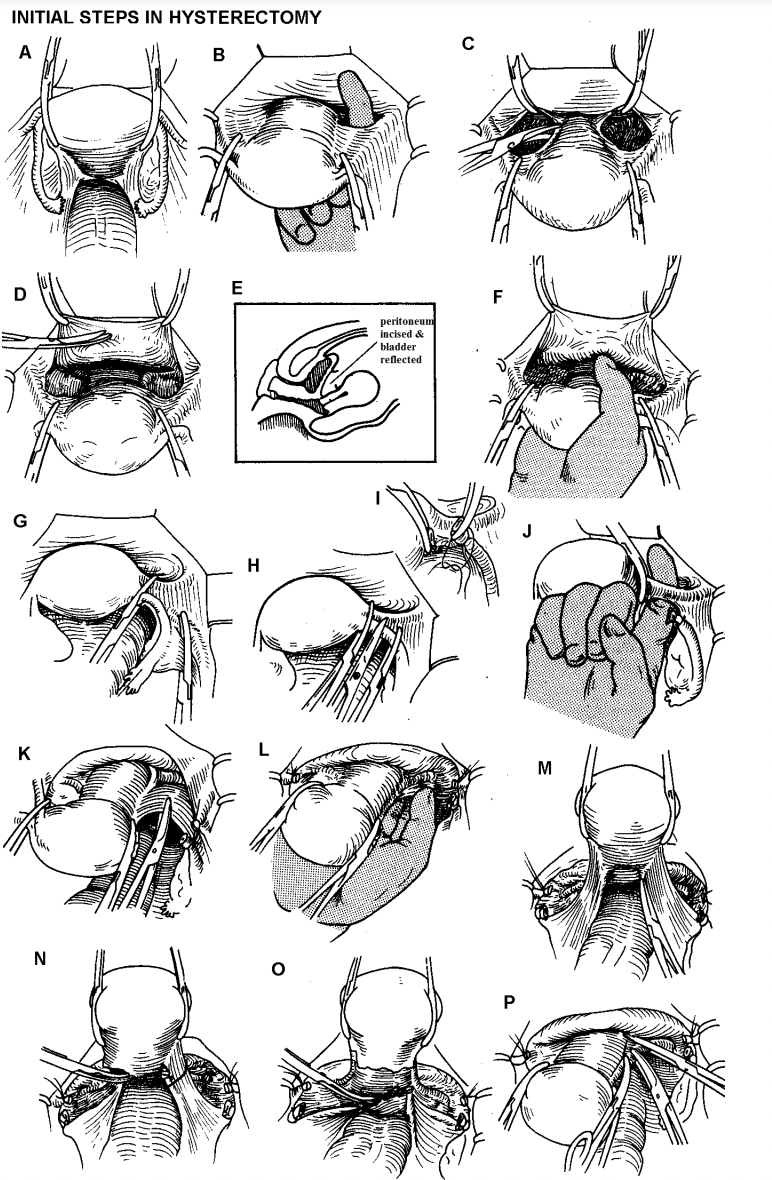 INITIAL STEPS IN HYSTERECTOMY
A
B
C
D
E
peritoneum
incised &
bladder
reflected
F
G
H
I
J
K
L
M
N
O
P